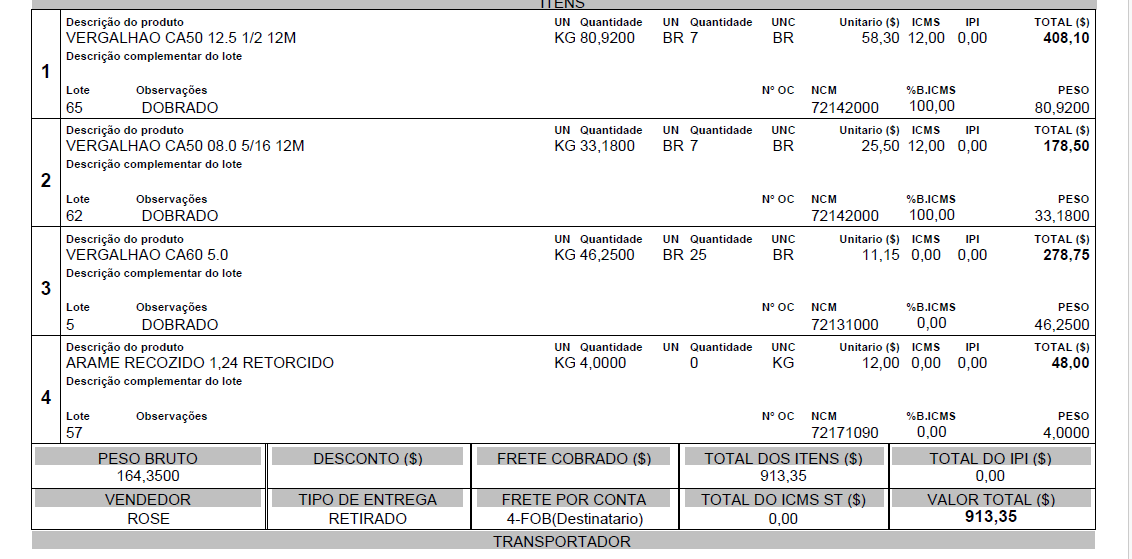 ITENS
Descrição do produto UN Quantidade UN Quantidade UNC Unitario ($) ICMS IPI TOTAL ($)
VERGALHAO CA50 12.5 1/2 12M KG 80,9200 BR 7 BR 58,30 12,00 0,00 408,10
Descrição complementar do lote
1
Lote Observações Nº OC NCM %B.ICMS PESO
65 DOBRADO 72142000 100,00 80,9200
Descrição do produto UN Quantidade UN Quantidade UNC Unitario ($) ICMS IPI TOTAL ($)
VERGALHAO CA50 08.0 5/16 12M KG 33,1800 BR 7 BR 25,50 12,00 0,00 178,50
Descrição complementar do lote
2
Lote Observações Nº OC NCM %B.ICMS PESO
62 DOBRADO 72142000 100,00 33,1800
Descrição do produto UN Quantidade UN Quantidade UNC Unitario ($) ICMS IPI TOTAL ($)
VERGALHAO CA60 5.0 KG 46,2500 BR 25 BR 11,15 0,00 0,00 278,75
Descrição complementar do lote
3
Lote Observações Nº OC NCM %B.ICMS PESO
5 DOBRADO 72131000 0,00 46,2500
Descrição do produto UN Quantidade UN Quantidade UNC Unitario ($) ICMS IPI TOTAL ($)
ARAME RECOZIDO 1,24 RETORCIDO KG 4,0000 0 KG 12,00 0,00 0,00 48,00
Descrição complementar do lote
4
Lote Observações Nº OC NCM %B.ICMS PESO
57 72171090 0,00 4,0000
PESO BRUTO DESCONTO ($) FRETE COBRADO ($) TOTAL DOS ITENS ($) TOTAL DO IPI ($)
164,3500 913,35 0,00
VENDEDOR TIPO DE ENTREGA FRETE POR CONTA TOTAL DO ICMS ST ($) VALOR TOTAL ($)
ROSE RETIRADO 4-FOB(Destinatario) 0,00 913,35
TRANSPORTADOR